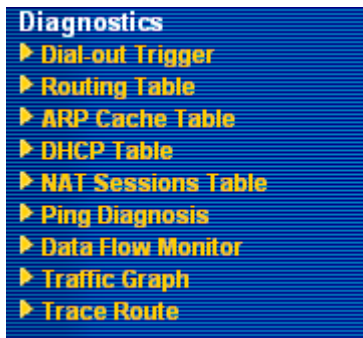 Diagnostics
Dial-out Trigger
Routing Table
ARP Cache Table
DHCP Table
NAT Sessions Table
Ping Diagnosis
Data Flow Monitor
Traffic Graph
Trace Route